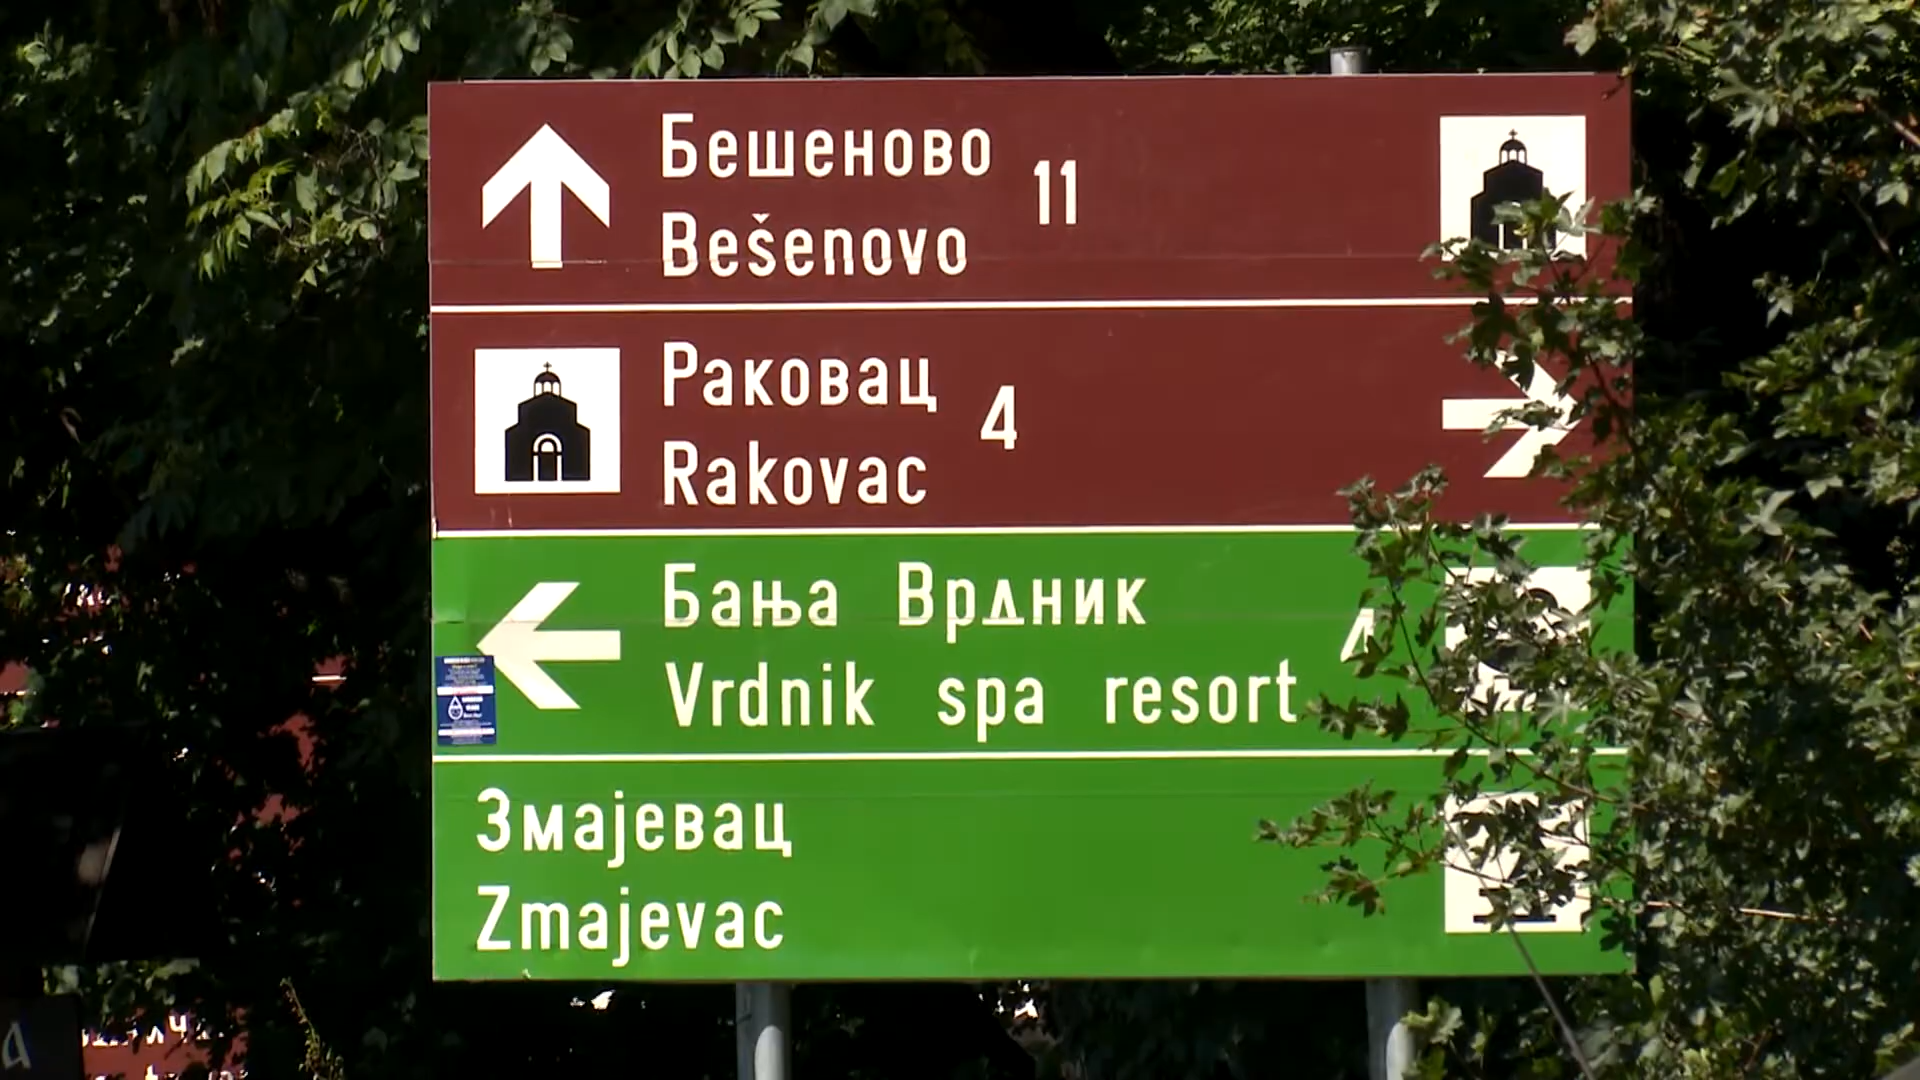 Бешеново
Bešenovo
11
Раковац
Rakovac
4
Бања Врдник
Vrdnik spa resort
Змајевац
Zmajevac